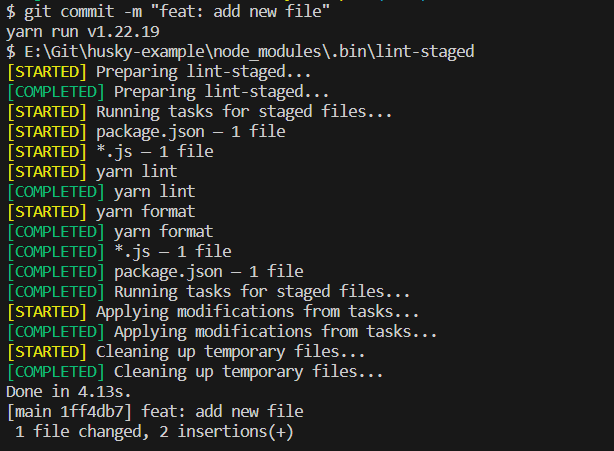 $ git commit -m "feat: add new file"
yarn run v1.22.19
$ E:\Git\husky-example\node_modules\.bin\lint-staged
[STARTED] Preparing lint-staged...
[COMPLETED] Preparing lint-staged...
[STARTED] Running tasks for staged files...
[STARTED] package.json — 1 file
[STARTED] *.js — 1 file
[STARTED] yarn lint
[COMPLETED] yarn lint
[STARTED] yarn format
[COMPLETED] yarn format
[COMPLETED] *.js — 1 file
[COMPLETED] package.json — 1 file
[COMPLETED] Running tasks for staged files...
[STARTED] Applying modifications from tasks...
[COMPLETED] Applying modifications from tasks...
[STARTED] Cleaning up temporary files...
[COMPLETED] Cleaning up temporary files...
Done in 4.13s.
[main 1ff4db7] feat: add new file
 1 file changed, 2 insertions(+)